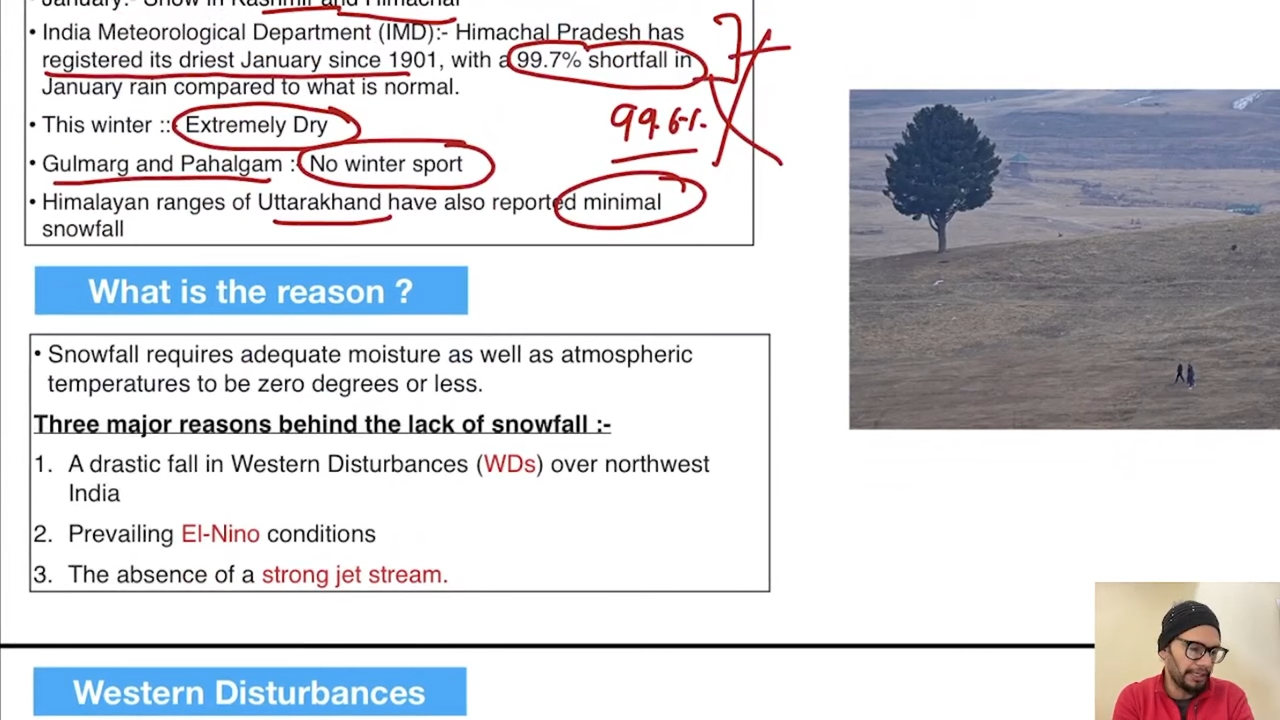 January:- Snow in Kashmir and Himachal
• India Meteorological Department (IMD):- Himachal Pradesh has
registered its driest January since 1901, with a 99.7% shortfall in
January rain compared to what is normal.
• This winter :: Extremely Dry
99.6%.
• Gulmarg and Pahalgam :- No winter sport
• Himalayan ranges of Uttarakhand have also reported minimal
snowfall
What is the reason ?
• Snowfall requires adequate moisture as well as atmospheric
temperatures to be zero degrees or less.
Three major reasons behind the lack of snowfall :-
1. A drastic fall in Western Disturbances (WDs) over northwest
India
2. Prevailing El-Nino conditions
3. The absence of a strong jet stream.
Western Disturbances